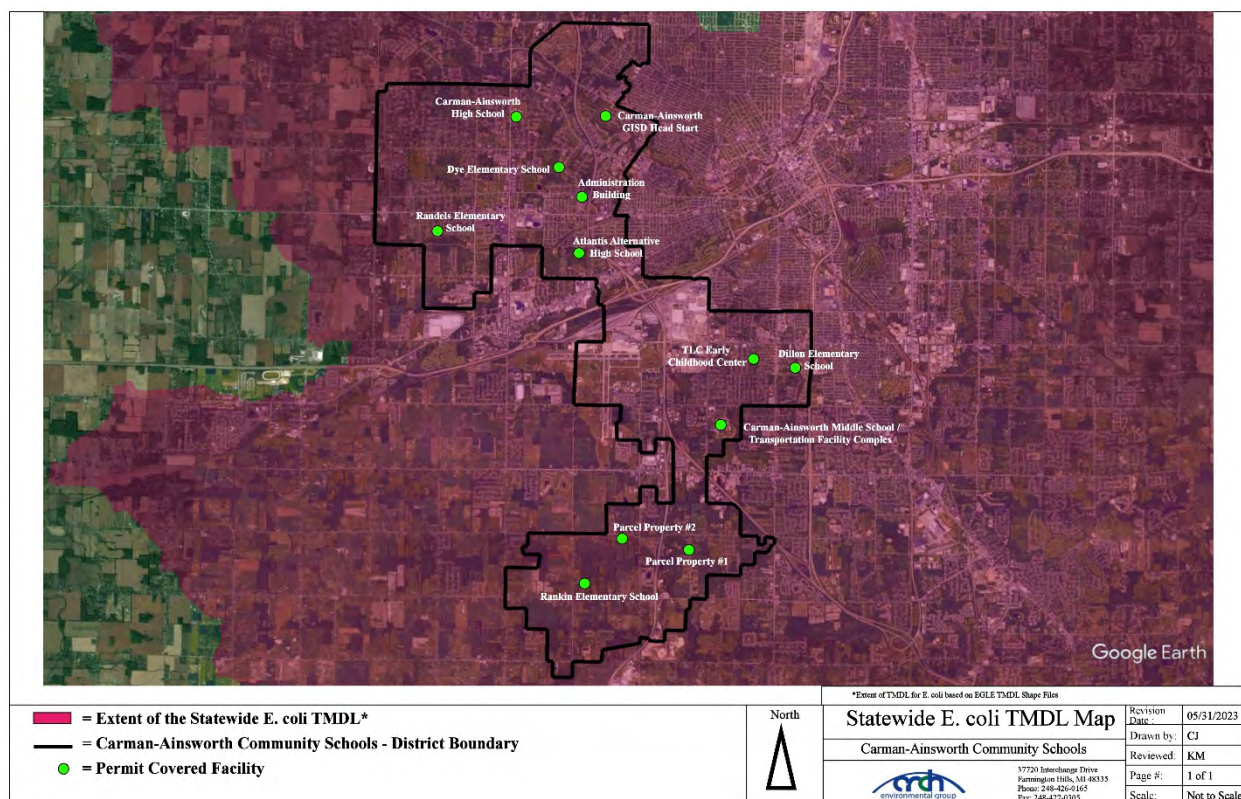 Carman-Ainsworth
High School
Carman-Ainsworth
GISD Head Start
Dye Elementary School
Administration
Building
Randels Elementary
School
Atlantis Alternative
High School
TLC Early
Childhood Center
Dillon Elementary
School
Carman-Ainsworth Middle School /
Transportation Facility Complex
Parcel Property #2
Parcel Property #1
Rankin Elementary School
Google Earth
*Extent of TMDL for E. coli based on EGLE TMDL Shape Files
= Extent of the Statewide E. coli TMDL*
= Carman-Ainsworth Community Schools - District Boundary
= Permit Covered Facility
North
Statewide E. coli TMDL Map
Carman-Ainsworth Community Schools
arch
environmental group
37720 Interchange Drive
Farmington Hills, MI 48335
Phone: 248-426-0165
Fax: 248-427-0305
Revision
Date :
05/31/2023
Drawn by: CJ
Reviewed: KM
Page #: 1 of 1
Scale: Not to Scale